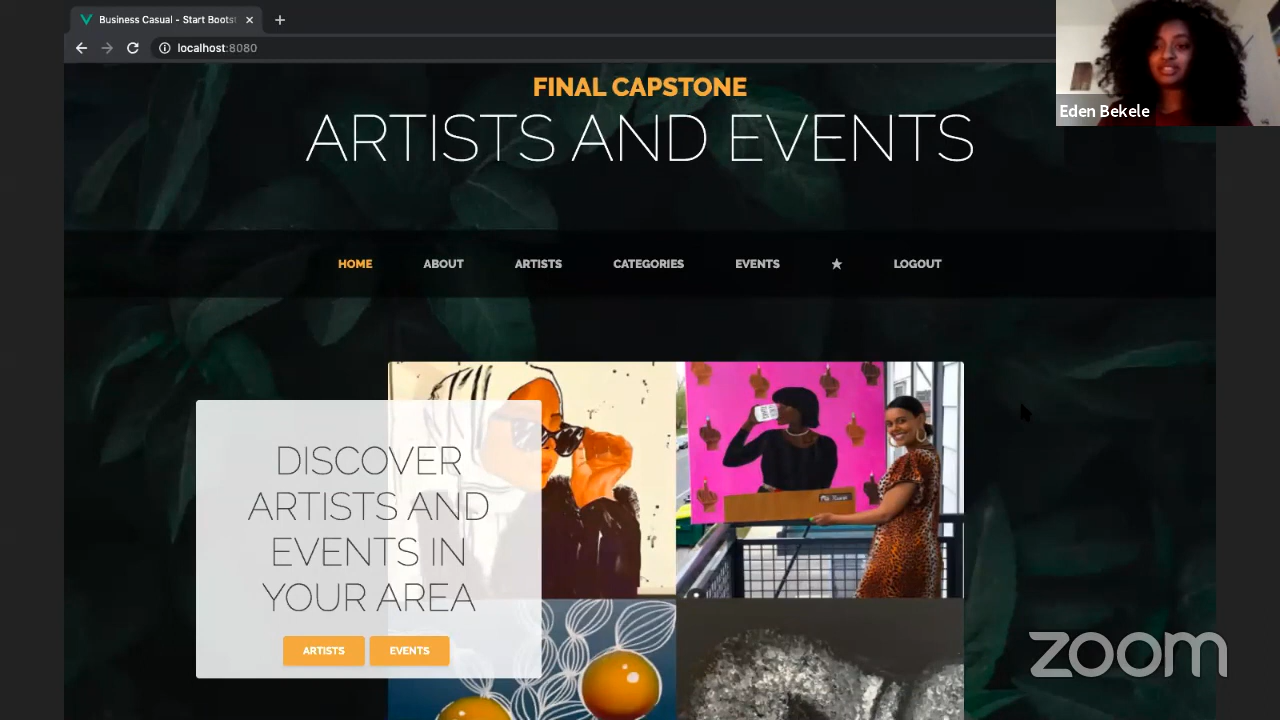 Business Casual - Start Boots
localhost:8080
FINAL CAPSTONE
ARTISTS AND EVENTS
Eden Bekele
HOME ABOUT ARTISTS CATEGORIES EVENTS ★ LOGOUT
DISCOVER
ARTISTS AND
EVENTS IN
YOUR AREA
ARTISTS EVENTS
zoom